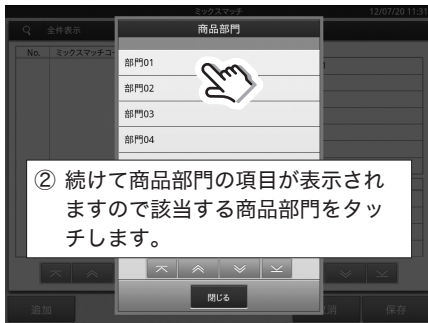 ミックスマッチ
12/07/20 11:31
全件表示
商品部門
No.
ミックスマッチコー
部門01
部門02
部門03
部門04
② 続けて商品部門の項目が表示され
ますので該当する商品部門をタッ
チします。
閉じる
追加
取消
保存